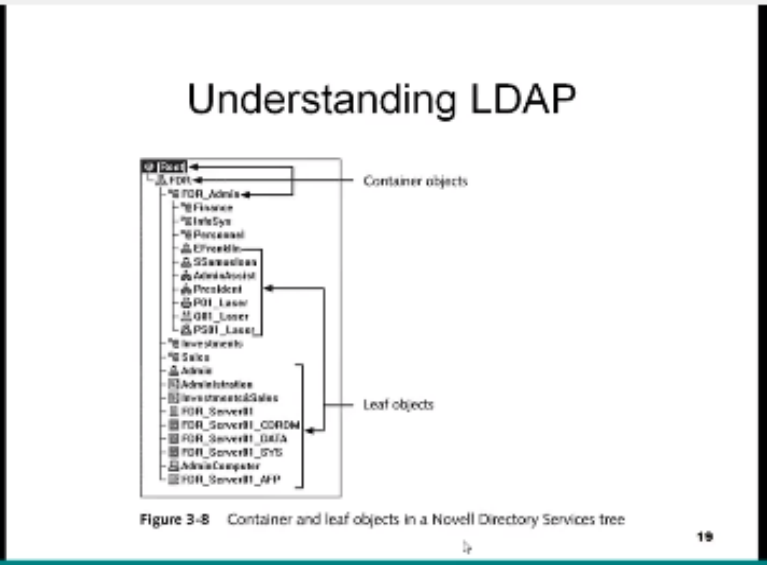 Understanding LDAP
[Root]
FDR
FDR_Admin
Finance
InfoSys
Personnel
EFranklin
SSamuelson
AdminAssist
President
P01_Laser
Q01_Laser
PS01_Laser
Investments
Sales
Admin
Administration
Investments&Sales
FDR_Server01
FDR_Server01_CDROM
FDR_Server01_DATA
FDR_Server01_SYS
AdminComputer
FDR_Server01_AFP
Container objects
Leaf objects
Figure 3-8 Container and leaf objects in a Novell Directory Services tree
19